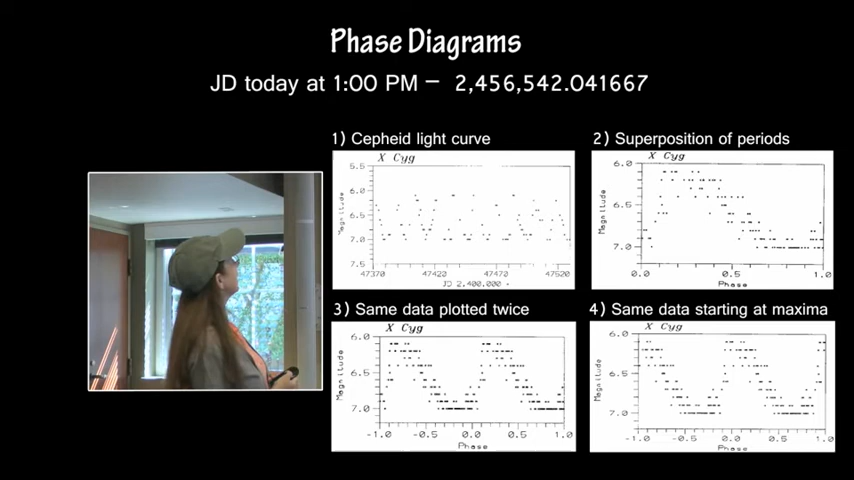 Phase Diagrams
JD today at 1:00 PM – 2,456,542.041667
1) Cepheid light curve
X Cyg
5.5
6.0
6.5
7.0
7.5
Magnitude
47370
47420
47470
47520
JD 2,400,000 +
2) Superposition of periods
X Cyg
6.0
6.5
7.0
Magnitude
0.0
0.5
1.0
Phase
3) Same data plotted twice
X Cyg
6.0
6.5
7.0
Magnitude
-1.0
-0.5
0.0
0.5
1.0
Phase
4) Same data starting at maxima
X Cyg
6.0
6.5
7.0
Magnitude
-1.0
-0.5
0.0
0.5
1.0
Phase